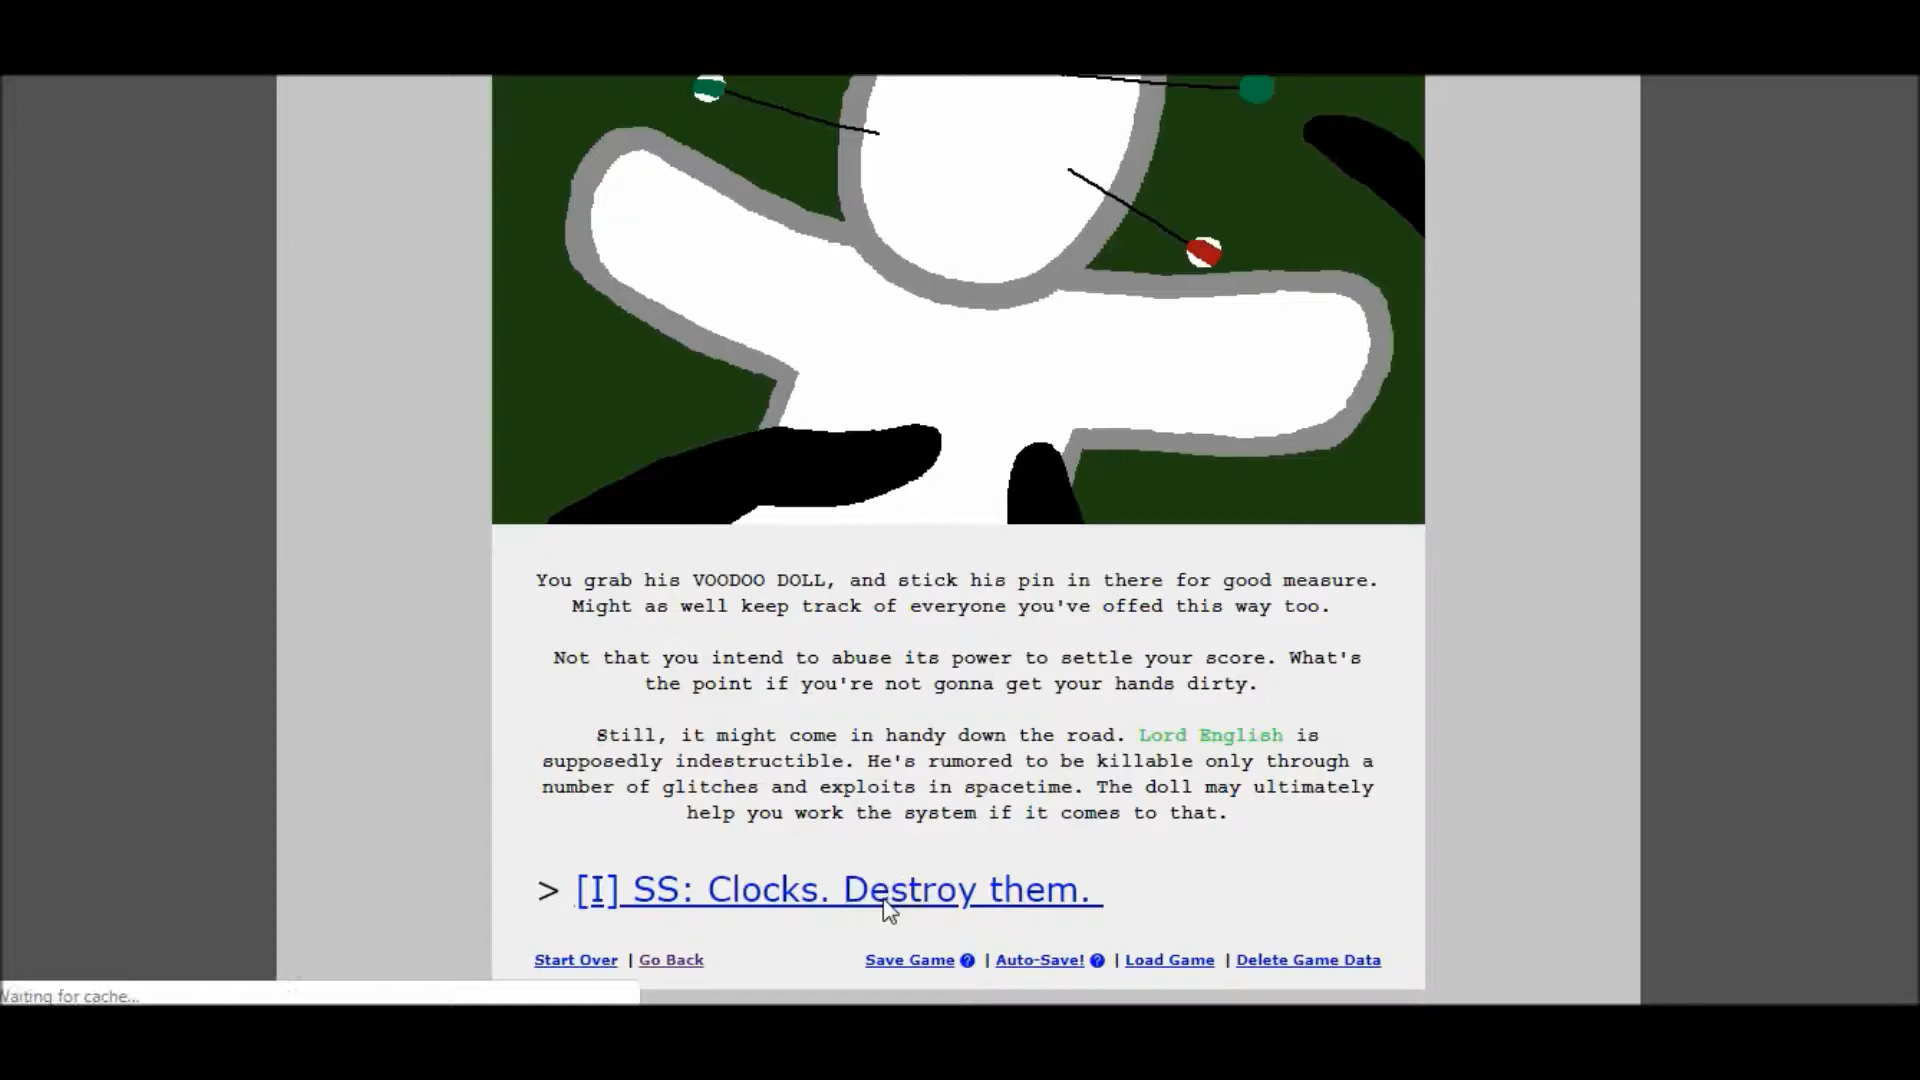 You grab his VOODOO DOLL, and stick his pin in there for good measure.
Might as well keep track of everyone you've offed this way too.
Not that you intend to abuse its power to settle your score. What's
the point if you're not gonna get your hands dirty.
Still, it might come in handy down the road. Lord English is
supposedly indestructible. He's rumored to be killable only through a
number of glitches and exploits in spacetime. The doll may ultimately
help you work the system if it comes to that.
> [I] SS: Clocks. Destroy them.
Start Over | Go Back Save Game ? | Auto-Save! ? | Load Game | Delete Game Data
Waiting for cache...